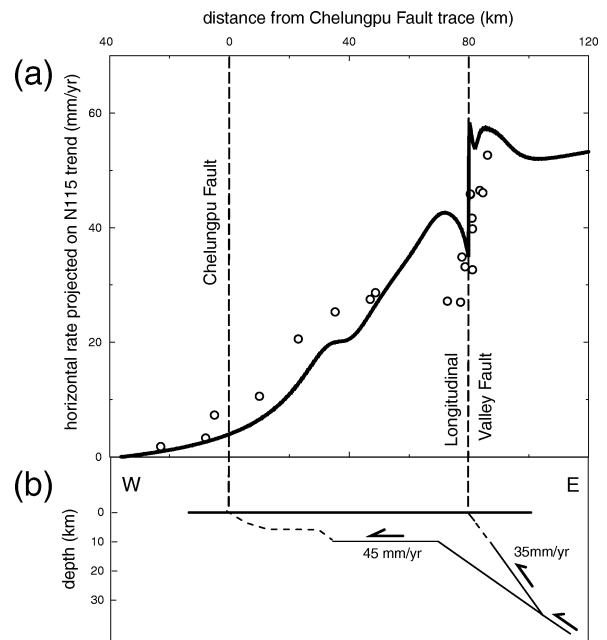 distance from Chelungpu Fault trace (km)
40 0 40 80 120
(a)
horizontal rate projected on N115 trend (mm/yr)
60
40
20
0
Chelungpu Fault
Longitudinal
Valley Fault
(b)
W E
depth (km)
0
10
20
30
45 mm/yr
35mm/yr